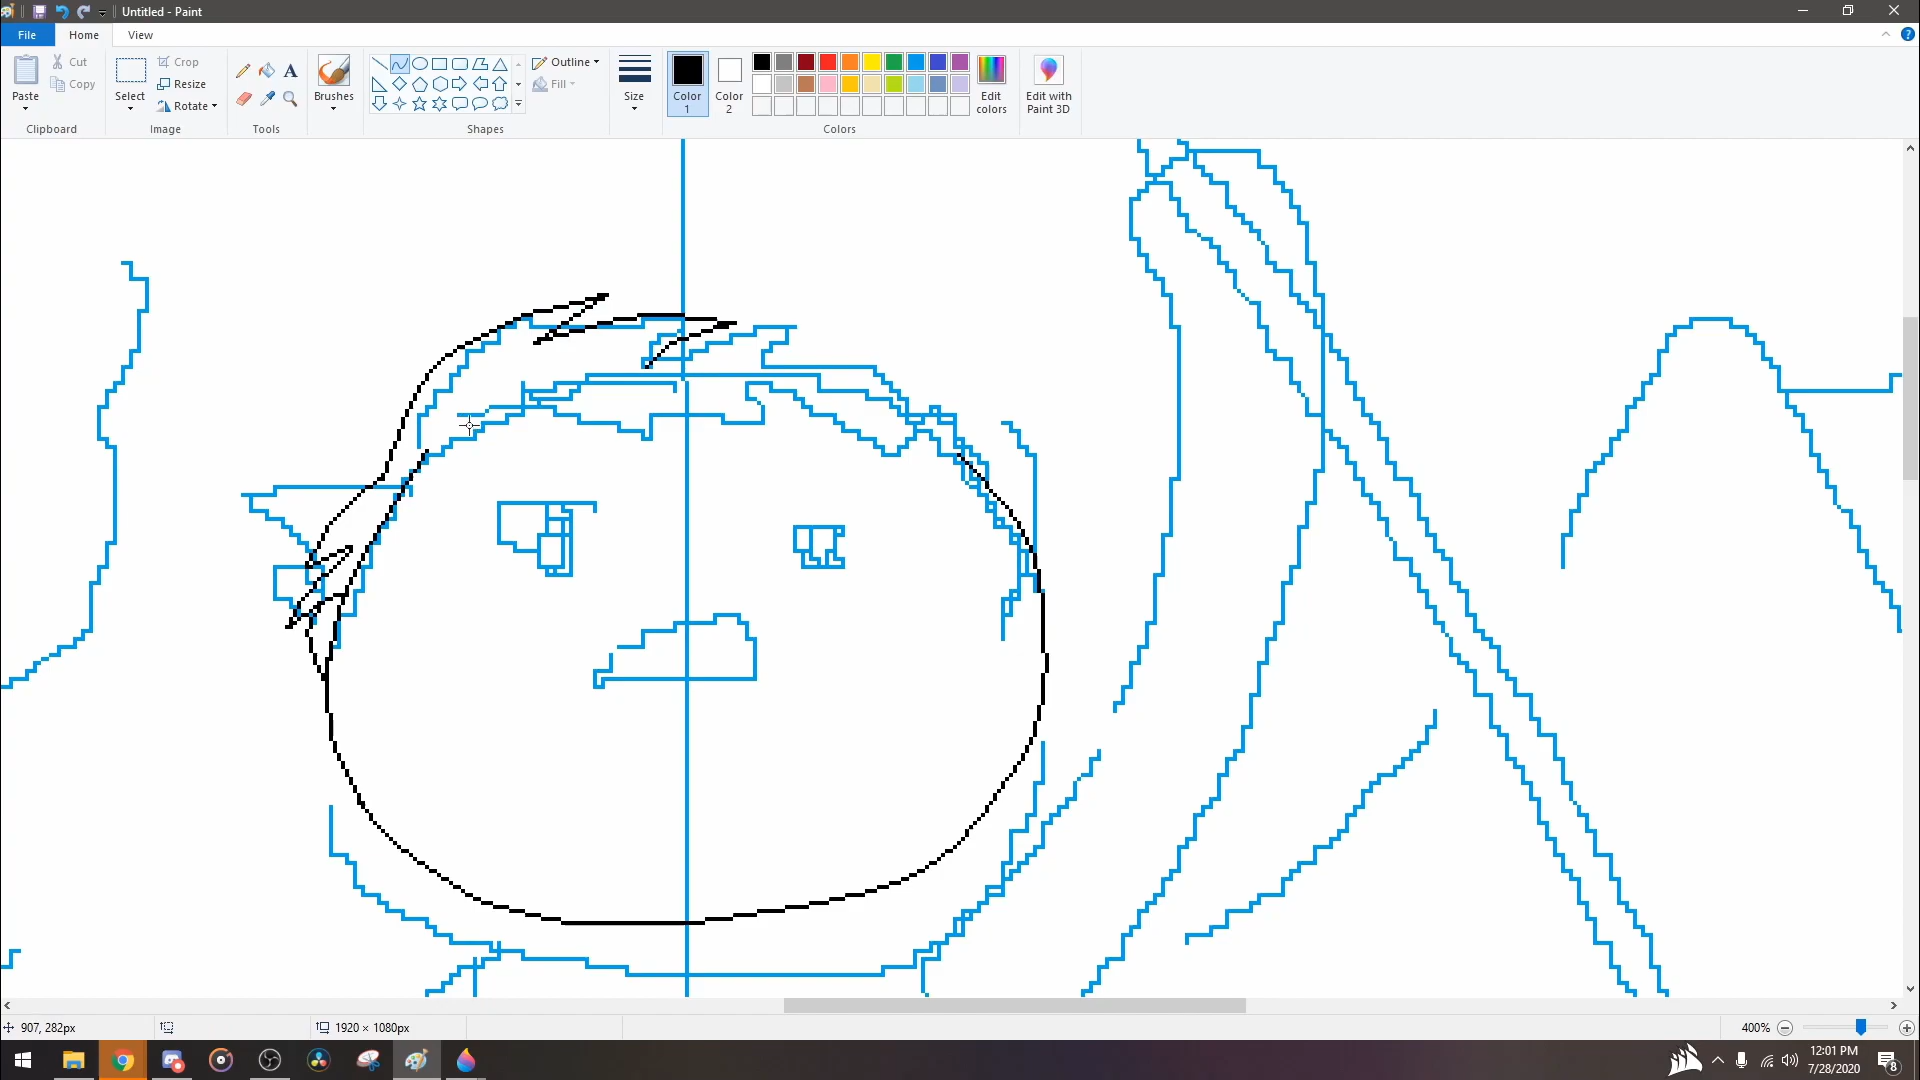 Untitled - Paint
File
Home
View
Paste
Cut
Copy
Clipboard
Select
Crop
Resize
Rotate
Image
A
Tools
Brushes
Outline
Fill
Shapes
Size
Color 1
Color 2
Edit colors
Colors
Edit with Paint 3D
907, 282px
1920 × 1080px
400%
12:01 PM
7/28/2020
8